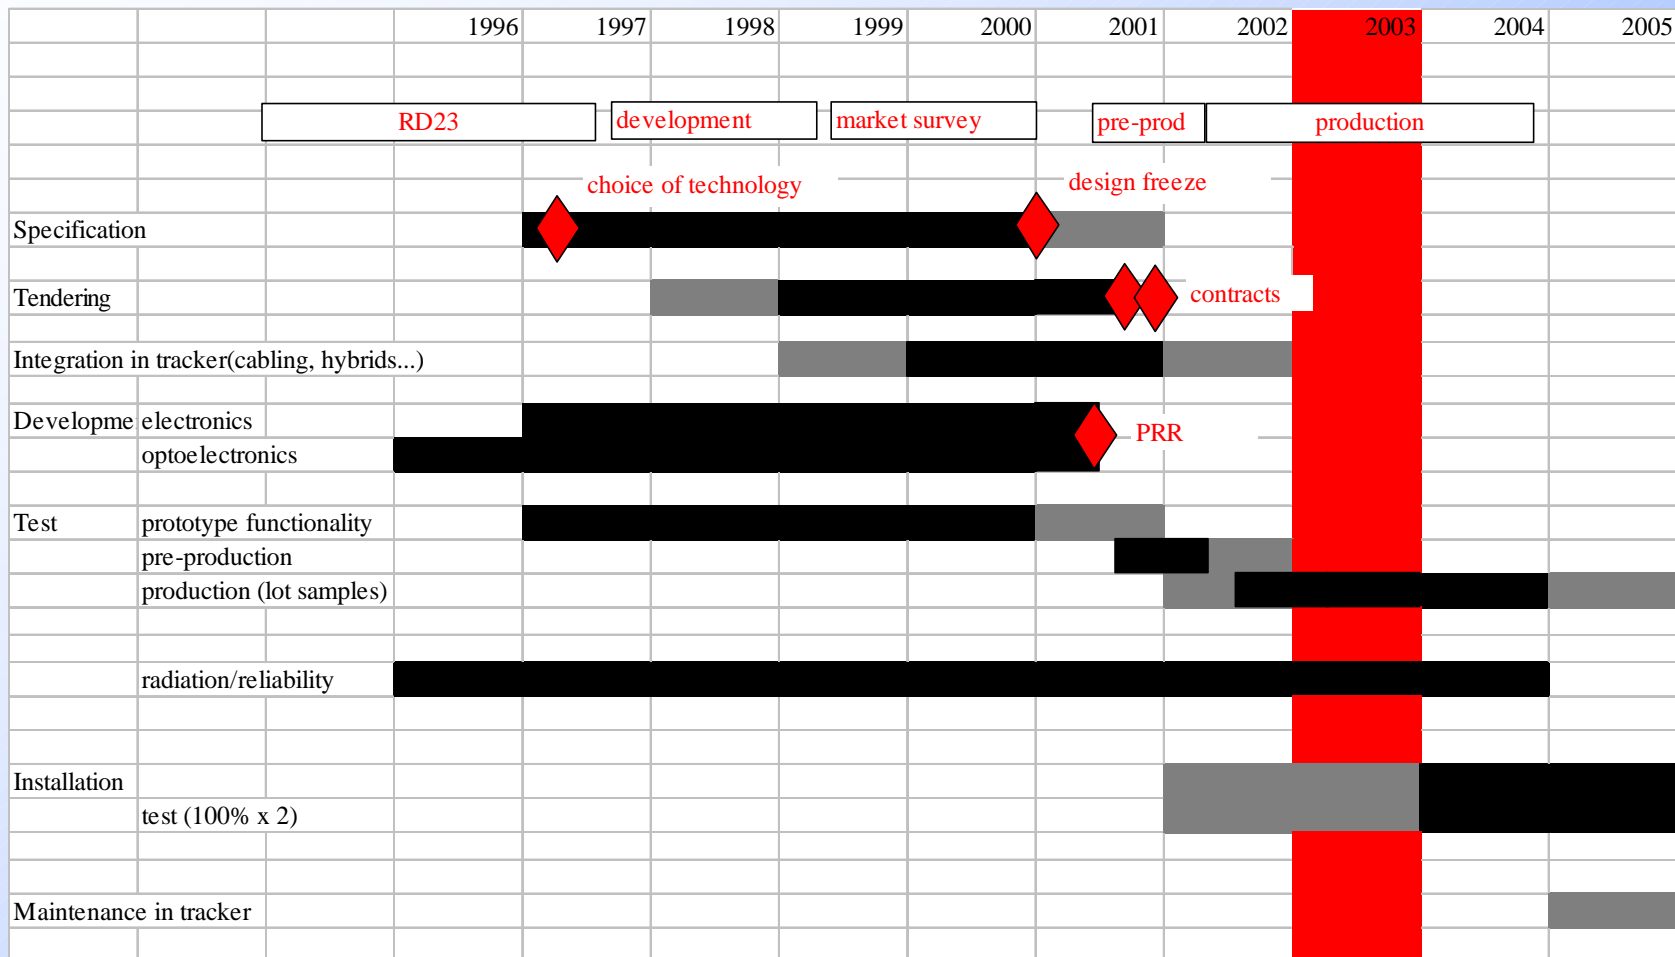 1996 1997 1998 1999 2000 2001 2002 2003 2004 2005
RD23 development market survey pre-prod production
choice of technology design freeze
Specification
Tendering contracts
Integration in tracker(cabling, hybrids...)
Developme electronics
PRR
optoelectronics
Test prototype functionality
pre-production
production (lot samples)
radiation/reliability
Installation
test (100% x 2)
Maintenance in tracker